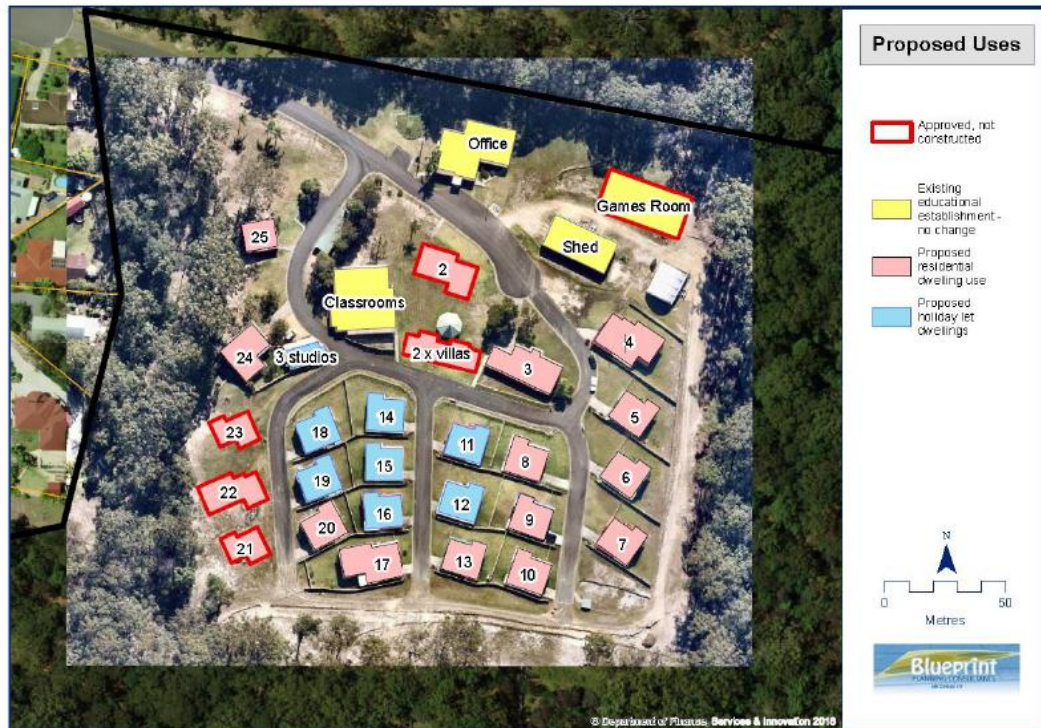 Proposed Uses
Approved, not
constructed
Existing
educational
establishment -
no change
Proposed
residential
dwelling use
Proposed
holiday let
dwellings
Office
Games Room
Shed
25
2
Classrooms
4
24
3 studios
2 x villas
3
5
23
18
14
11
8
6
22
19
15
12
9
7
21
20
16
17
13
10
N
0
50
Metres
Blueprint
PLANNING CONSULTANTS
© Department of Finance, Services & Innovation 2018